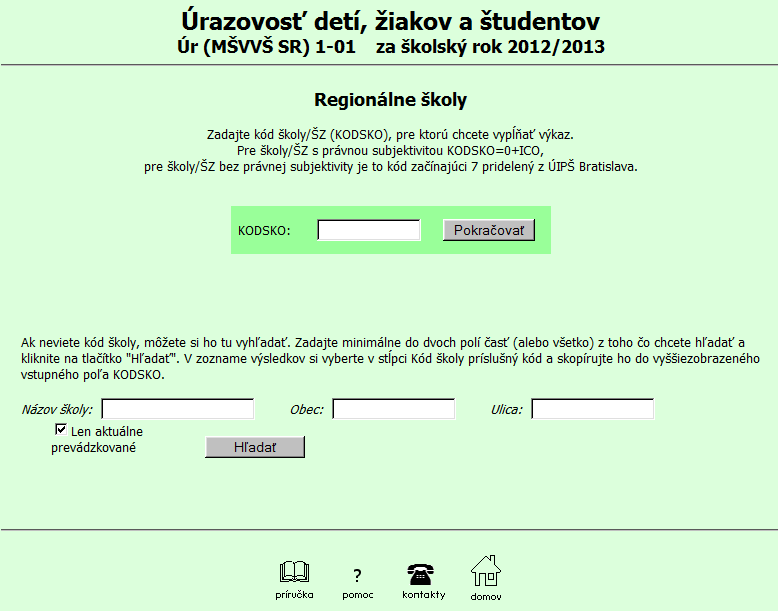 Úrazovosť detí, žiakov a študentov
Úr (MŠVVŠ SR) 1-01 za školský rok 2012/2013
Regionálne školy
Zadajte kód školy/ŠZ (KODSKO), pre ktorú chcete vypĺňať výkaz.
Pre školy/ŠZ s právnou subjektivitou KODSKO=0+ICO,
pre školy/ŠZ bez právnej subjektivity je to kód začínajúci 7 pridelený z ÚIPŠ Bratislava.
KODSKO: Pokračovať
Ak neviete kód školy, môžete si ho tu vyhľadať. Zadajte minimálne do dvoch polí časť (alebo všetko) z toho čo chcete hľadať a
kliknite na tlačítko "Hľadať". V zozname výsledkov si vyberte v stĺpci Kód školy príslušný kód a skopírujte ho do vyššiezobrazeného
vstupného poľa KODSKO.
Názov školy: Obec: Ulica:
Len aktuálne
prevádzkované Hľadať
príručka ? pomoc kontakty domov